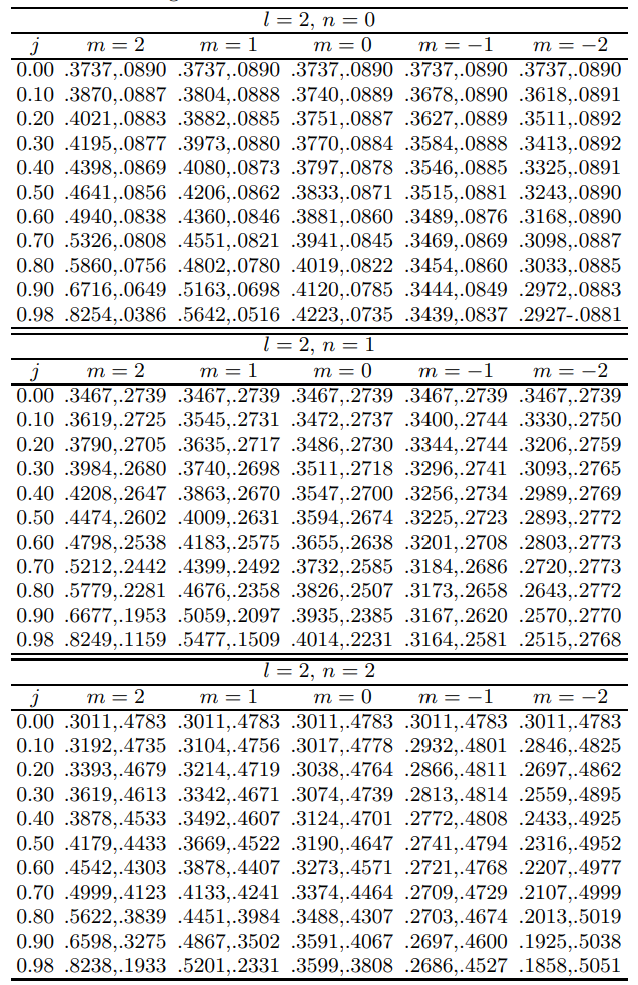 l = 2, n = 0
j m = 2 m = 1 m = 0 m = −1 m = −2
0.00 .3737,.0890 .3737,.0890 .3737,.0890 .3737,.0890 .3737,.0890
0.10 .3870,.0887 .3804,.0888 .3740,.0889 .3678,.0890 .3618,.0891
0.20 .4021,.0883 .3882,.0885 .3751,.0887 .3627,.0889 .3511,.0892
0.30 .4195,.0877 .3973,.0880 .3770,.0884 .3584,.0888 .3413,.0892
0.40 .4398,.0869 .4080,.0873 .3797,.0878 .3546,.0885 .3325,.0891
0.50 .4641,.0856 .4206,.0862 .3833,.0871 .3515,.0881 .3243,.0890
0.60 .4940,.0838 .4360,.0846 .3881,.0860 .3489,.0876 .3168,.0890
0.70 .5326,.0808 .4551,.0821 .3941,.0845 .3469,.0869 .3098,.0887
0.80 .5860,.0756 .4802,.0780 .4019,.0822 .3454,.0860 .3033,.0885
0.90 .6716,.0649 .5163,.0698 .4120,.0785 .3444,.0849 .2972,.0883
0.98 .8254,.0386 .5642,.0516 .4223,.0735 .3439,.0837 .2927-.0881
l = 2, n = 1
j m = 2 m = 1 m = 0 m = −1 m = −2
0.00 .3467,.2739 .3467,.2739 .3467,.2739 .3467,.2739 .3467,.2739
0.10 .3619,.2725 .3545,.2731 .3472,.2737 .3400,.2744 .3330,.2750
0.20 .3790,.2705 .3635,.2717 .3486,.2730 .3344,.2744 .3206,.2759
0.30 .3984,.2680 .3740,.2698 .3511,.2718 .3296,.2741 .3093,.2765
0.40 .4208,.2647 .3863,.2670 .3547,.2700 .3256,.2734 .2989,.2769
0.50 .4474,.2602 .4009,.2631 .3594,.2674 .3225,.2723 .2893,.2772
0.60 .4798,.2538 .4183,.2575 .3655,.2638 .3201,.2708 .2803,.2773
0.70 .5212,.2442 .4399,.2492 .3732,.2585 .3184,.2686 .2720,.2773
0.80 .5779,.2281 .4676,.2358 .3826,.2507 .3173,.2658 .2643,.2772
0.90 .6677,.1953 .5059,.2097 .3935,.2385 .3167,.2620 .2570,.2770
0.98 .8249,.1159 .5477,.1509 .4014,.2231 .3164,.2581 .2515,.2768
l = 2, n = 2
j m = 2 m = 1 m = 0 m = −1 m = −2
0.00 .3011,.4783 .3011,.4783 .3011,.4783 .3011,.4783 .3011,.4783
0.10 .3192,.4735 .3104,.4756 .3017,.4778 .2932,.4801 .2846,.4825
0.20 .3393,.4679 .3214,.4719 .3038,.4764 .2866,.4811 .2697,.4862
0.30 .3619,.4613 .3342,.4671 .3074,.4739 .2813,.4814 .2559,.4895
0.40 .3878,.4533 .3492,.4607 .3124,.4701 .2772,.4808 .2433,.4925
0.50 .4179,.4433 .3669,.4522 .3190,.4647 .2741,.4794 .2316,.4952
0.60 .4542,.4303 .3878,.4407 .3273,.4571 .2721,.4768 .2207,.4977
0.70 .4999,.4123 .4133,.4241 .3374,.4464 .2709,.4729 .2107,.4999
0.80 .5622,.3839 .4451,.3984 .3488,.4307 .2703,.4674 .2013,.5019
0.90 .6598,.3275 .4867,.3502 .3591,.4067 .2697,.4600 .1925,.5038
0.98 .8238,.1933 .5201,.2331 .3599,.3808 .2686,.4527 .1858,.5051